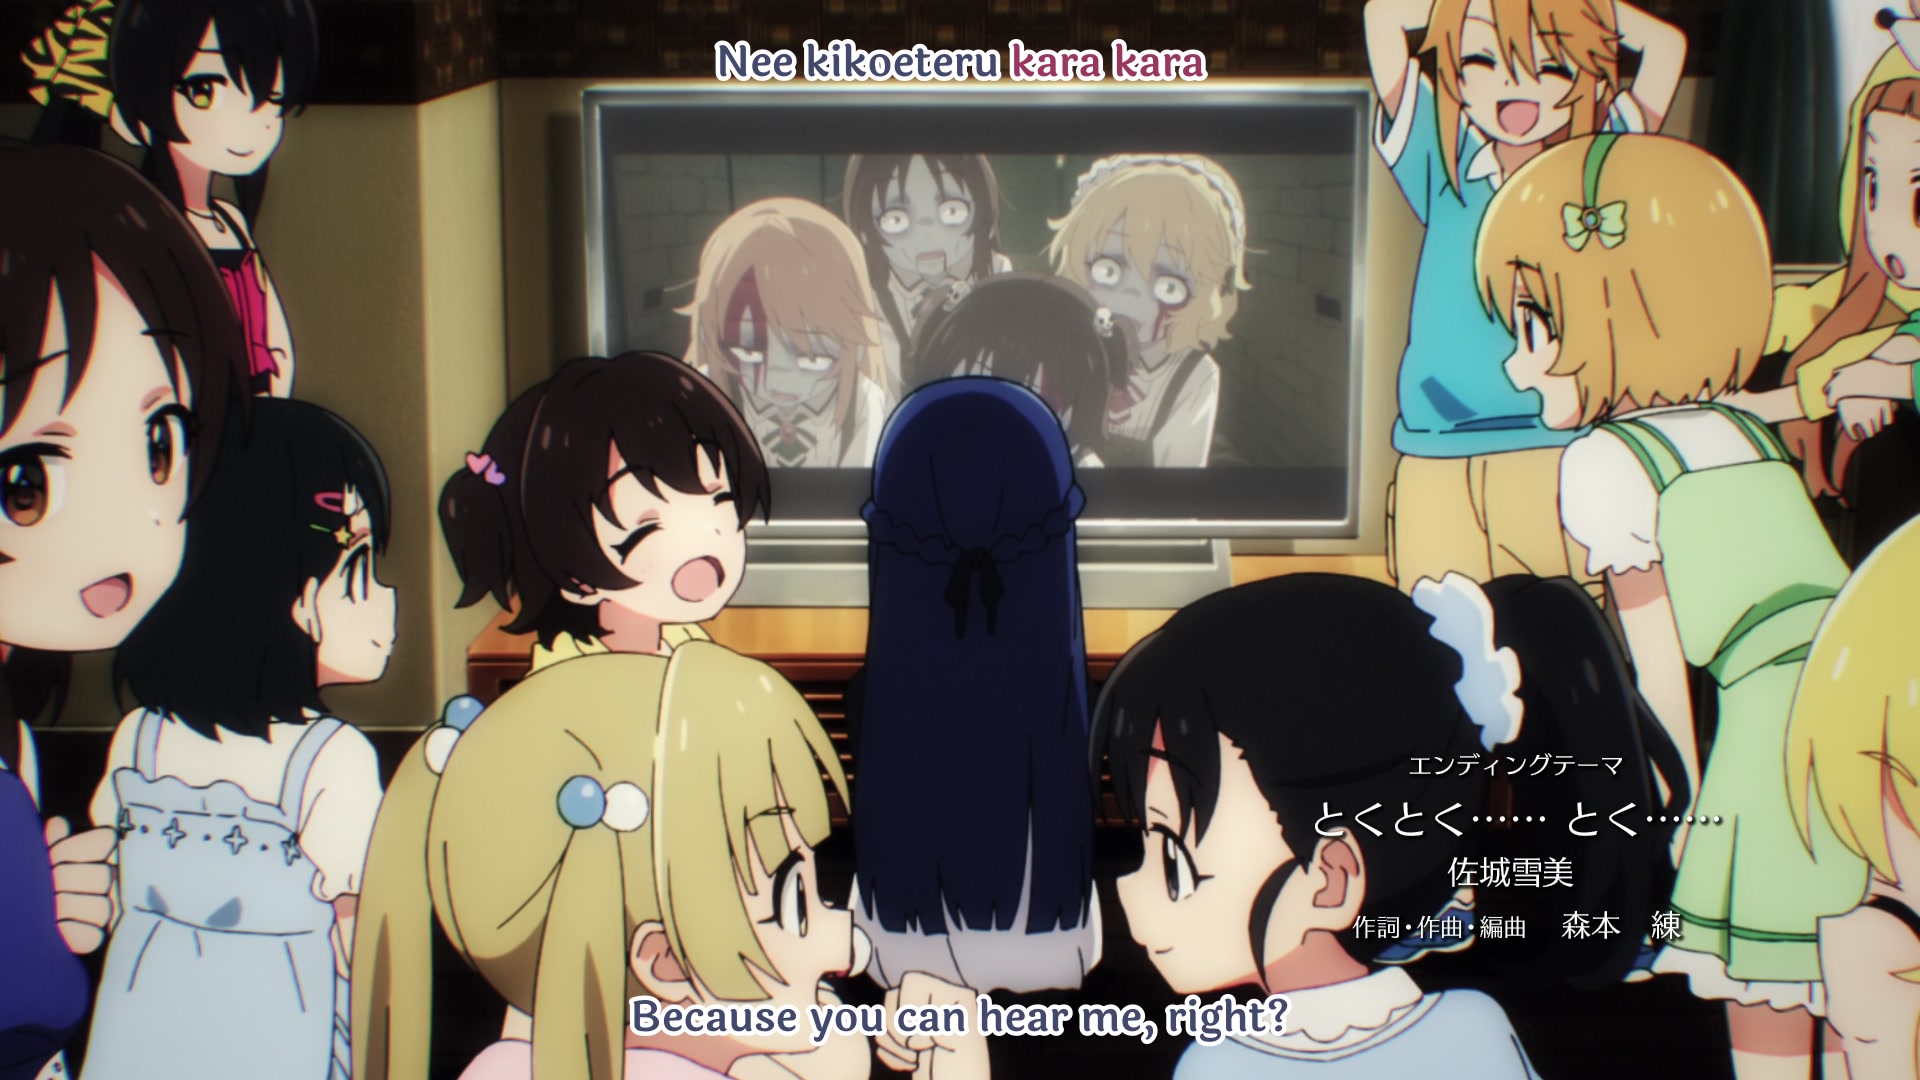 Nee kikoeteru kara kara
エンディングテーマ
とくとく…… とく……
佐城雪美
作詞・作曲・編曲　森本　練
Because you can hear me, right?